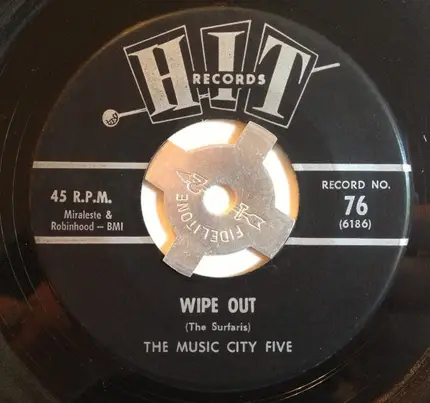 HIT
RECORDS
45 R.P.M.
Miraleste &
Robinhood – BMI
RECORD NO.
76
(6186)
FIDELITONE
WIPE OUT
(The Surfaris)
THE MUSIC CITY FIVE